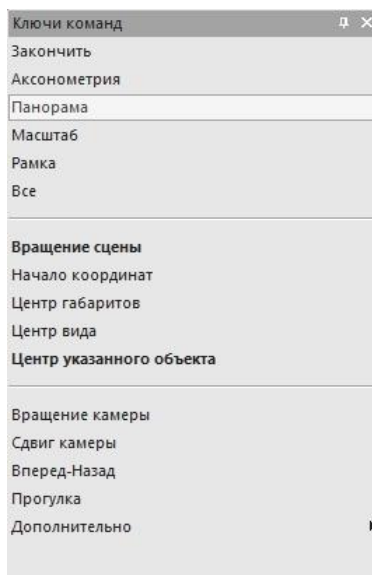 Ключи команд
Закончить
Аксонометрия
Панорама
Масштаб
Рамка
Все
Вращение сцены
Начало координат
Центр габаритов
Центр вида
Центр указанного объекта
Вращение камеры
Сдвиг камеры
Вперед-Назад
Прогулка
Дополнительно